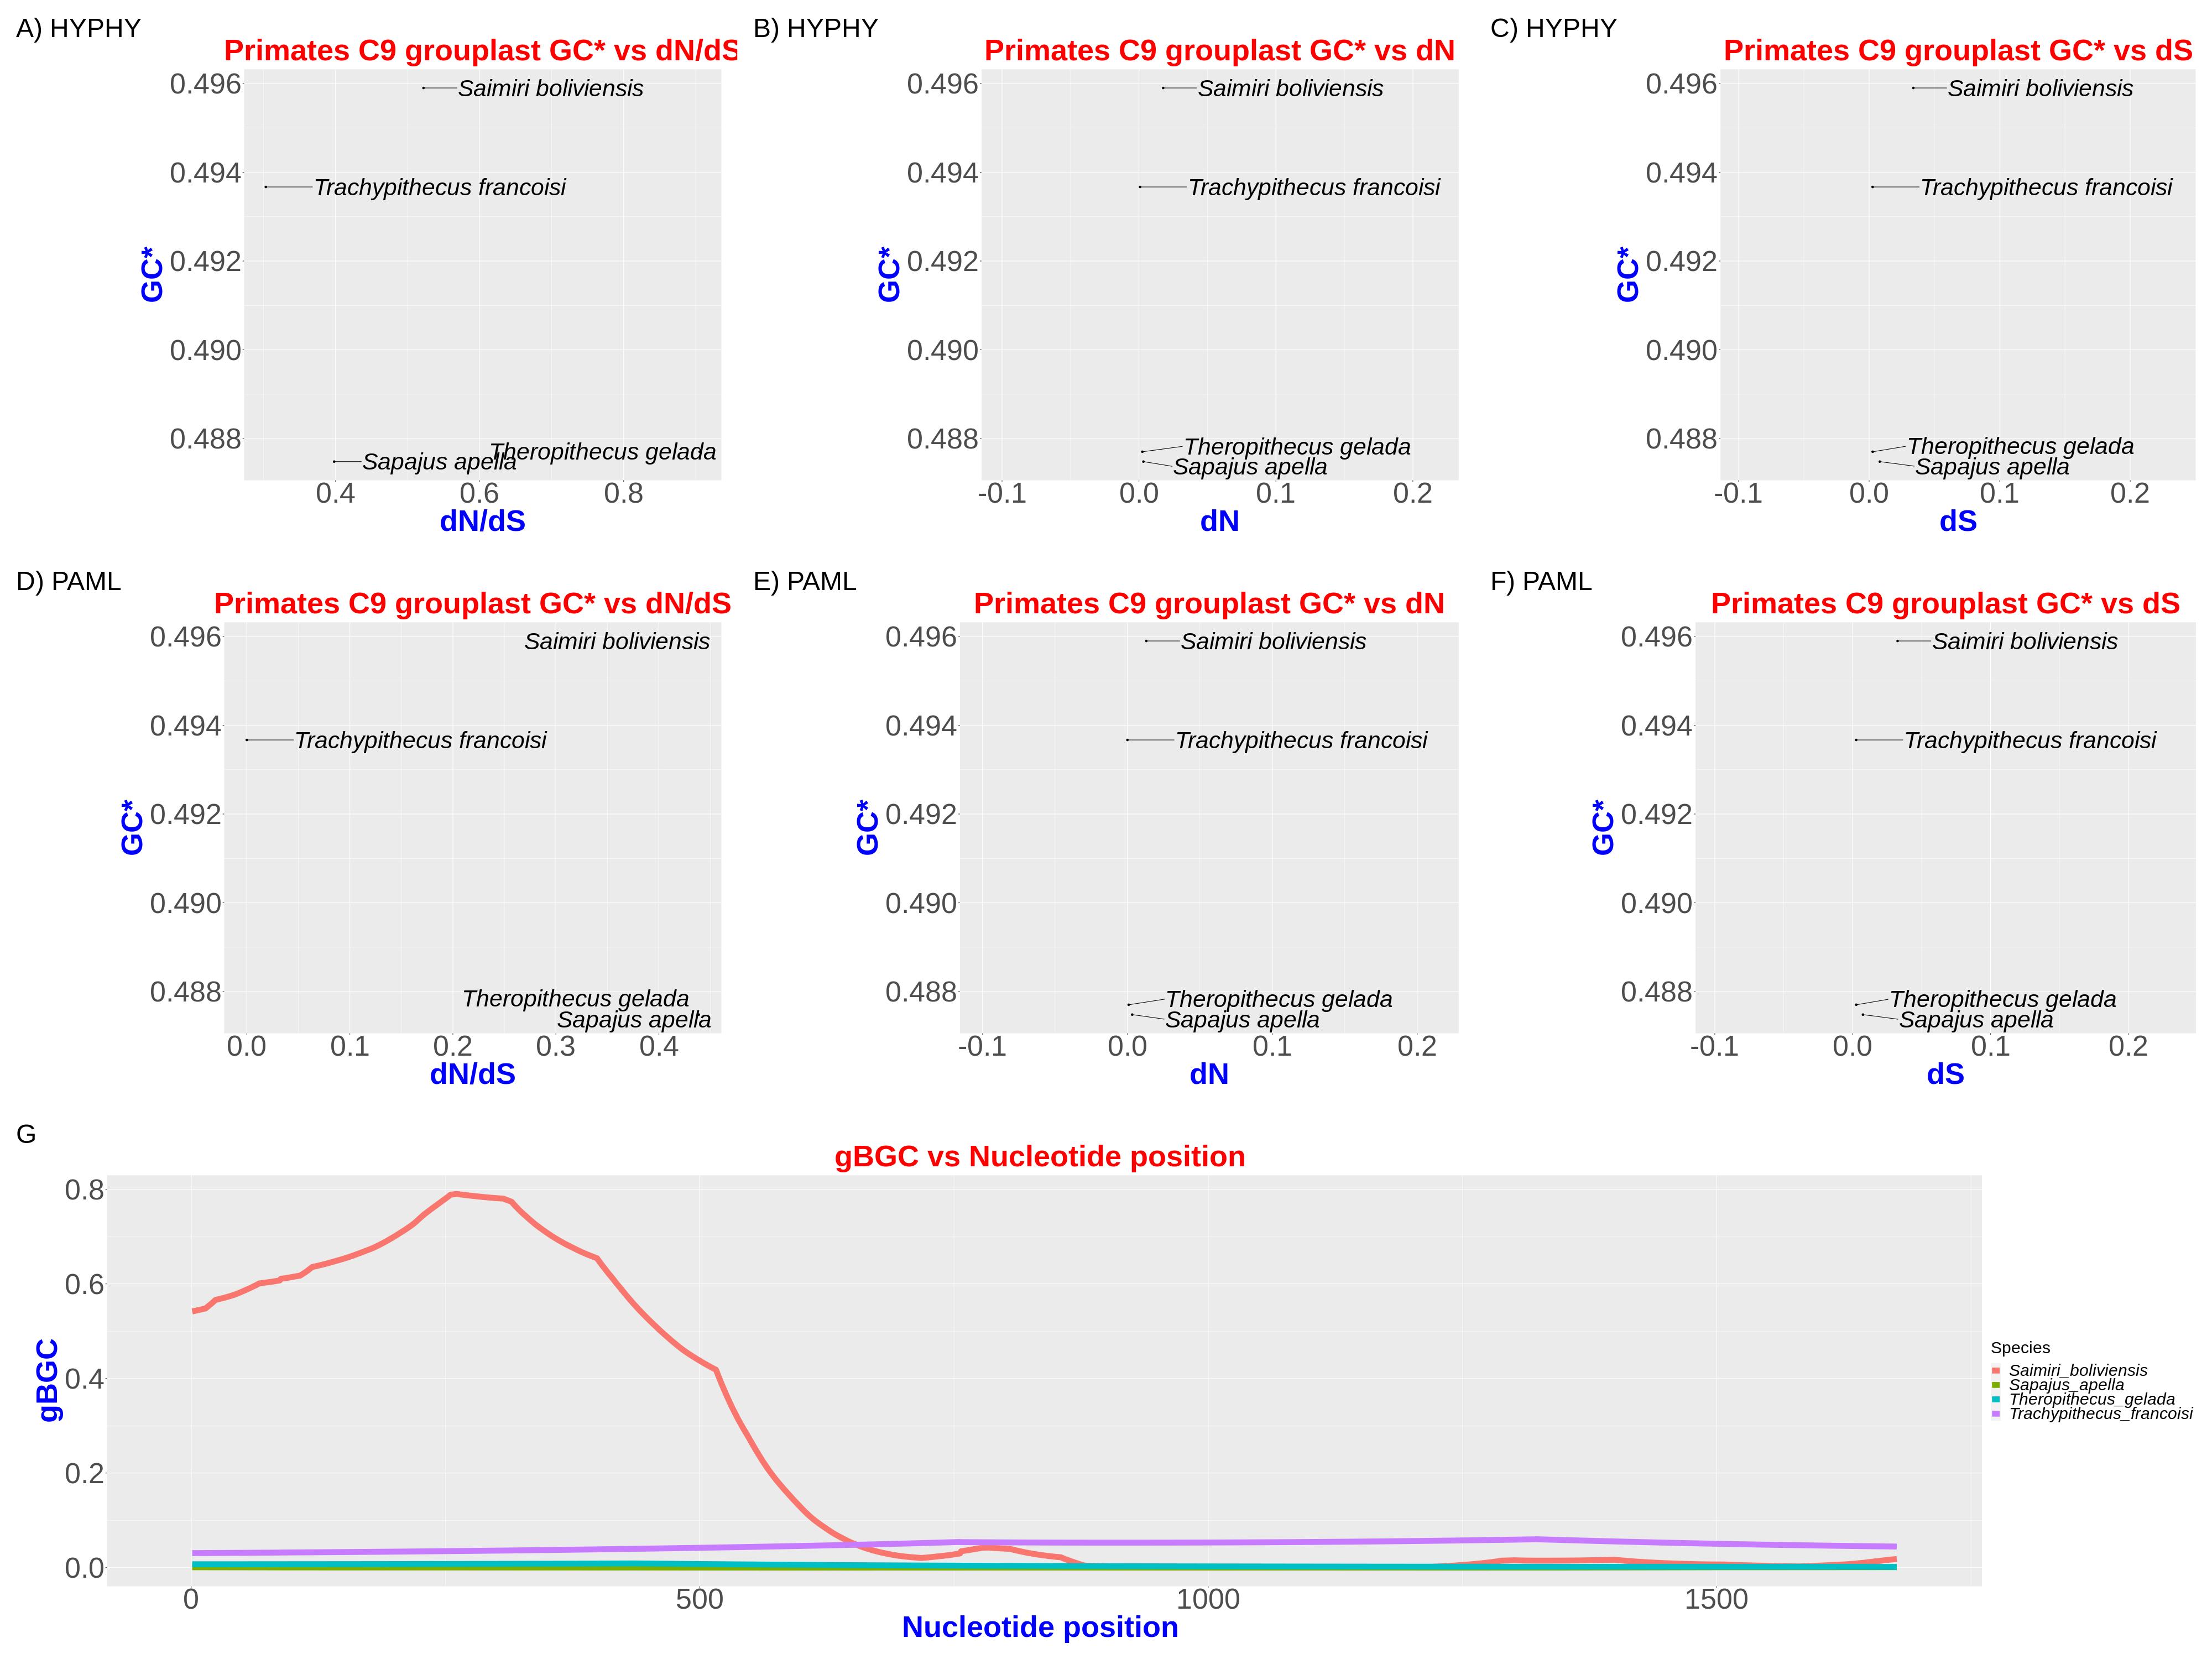 A) HYPHY
Primates C9 grouplast GC* vs dN/dS
0.496
0.494
0.492
0.490
0.488
GC*
Saimiri boliviensis
Trachypithecus francoisi
Theropithecus gelada
Sapajus apella
0.4 0.6 0.8
dN/dS
B) HYPHY
Primates C9 grouplast GC* vs dN
0.496
0.494
0.492
0.490
0.488
GC*
Saimiri boliviensis
Trachypithecus francoisi
Theropithecus gelada
Sapajus apella
-0.1 0.0 0.1 0.2
dN
C) HYPHY
Primates C9 grouplast GC* vs dS
0.496
0.494
0.492
0.490
0.488
GC*
Saimiri boliviensis
Trachypithecus francoisi
Theropithecus gelada
Sapajus apella
-0.1 0.0 0.1 0.2
dS
D) PAML
Primates C9 grouplast GC* vs dN/dS
0.496
0.494
0.492
0.490
0.488
GC*
Saimiri boliviensis
Trachypithecus francoisi
Theropithecus gelada
Sapajus apella
0.0 0.1 0.2 0.3 0.4
dN/dS
E) PAML
Primates C9 grouplast GC* vs dN
0.496
0.494
0.492
0.490
0.488
GC*
Saimiri boliviensis
Trachypithecus francoisi
Theropithecus gelada
Sapajus apella
-0.1 0.0 0.1 0.2
dN
F) PAML
Primates C9 grouplast GC* vs dS
0.496
0.494
0.492
0.490
0.488
GC*
Saimiri boliviensis
Trachypithecus francoisi
Theropithecus gelada
Sapajus apella
-0.1 0.0 0.1 0.2
dS
G
gBGC vs Nucleotide position
0.8
0.6
0.4
0.2
0.0
gBGC
0 500 1000 1500
Nucleotide position
Species
Saimiri_boliviensis
Sapajus_apella
Theropithecus_gelada
Trachypithecus_francoisi